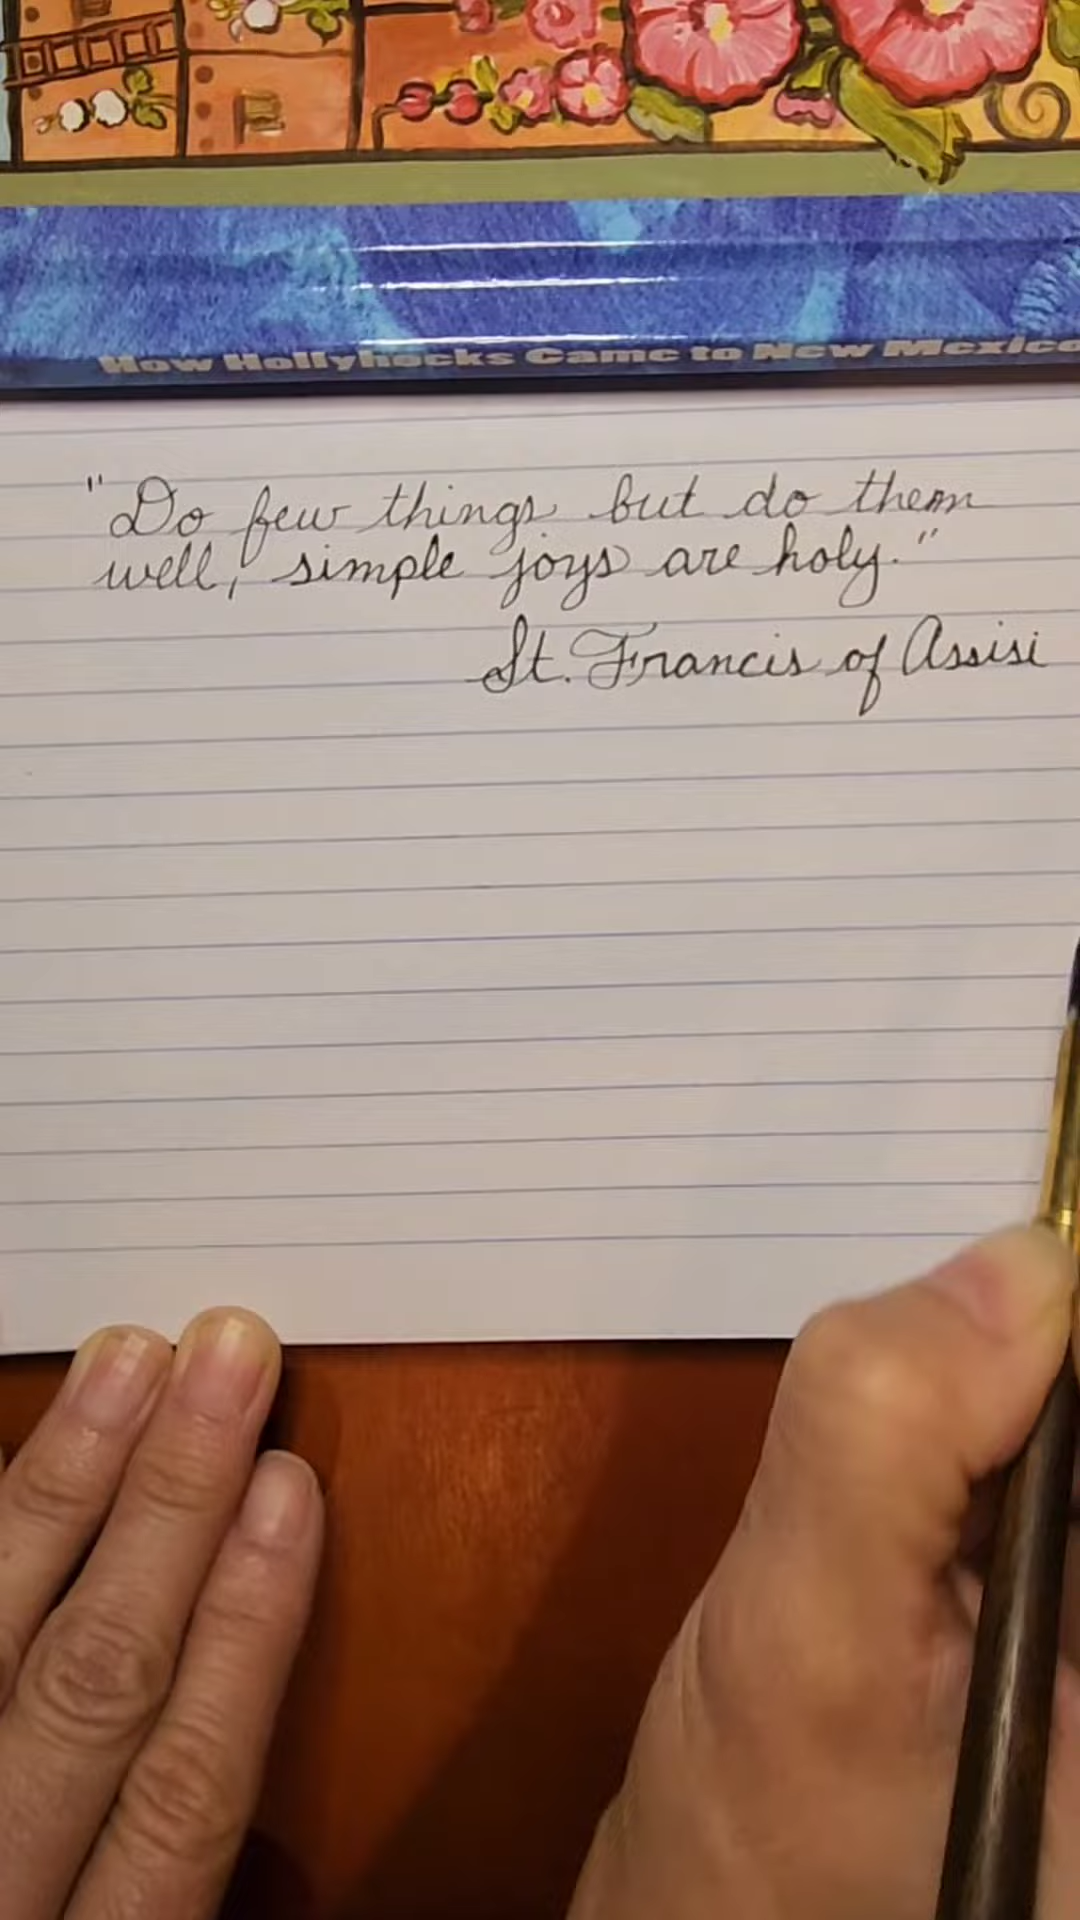 How Hollyhocks Came to New Mexico
"Do few things but do them
well, simple joys are holy."
St. Francis of Assisi